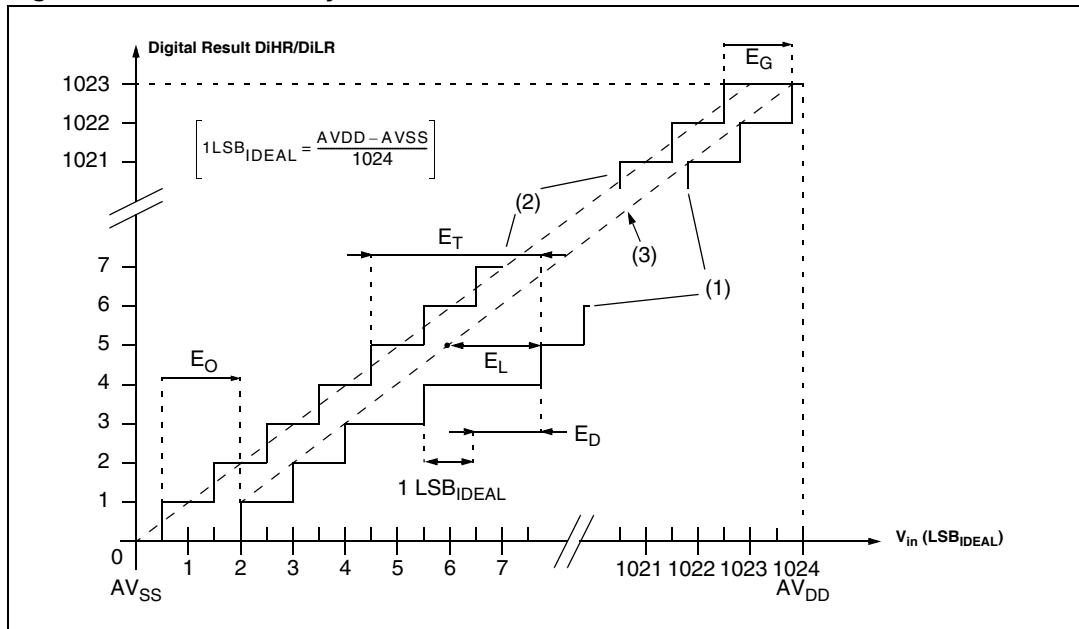 Digital Result DiHR/DiLR
1023
1022
1021
7
6
5
4
3
2
1
0
1LSB_IDEAL = (AVDD – AVSS) / 1024
E_G
(2)
E_T
(3)
(1)
E_O
E_L
E_D
1 LSB_IDEAL
V_in (LSB_IDEAL)
1 2 3 4 5 6 7 1021 1022 1023 1024
AV_SS AV_DD